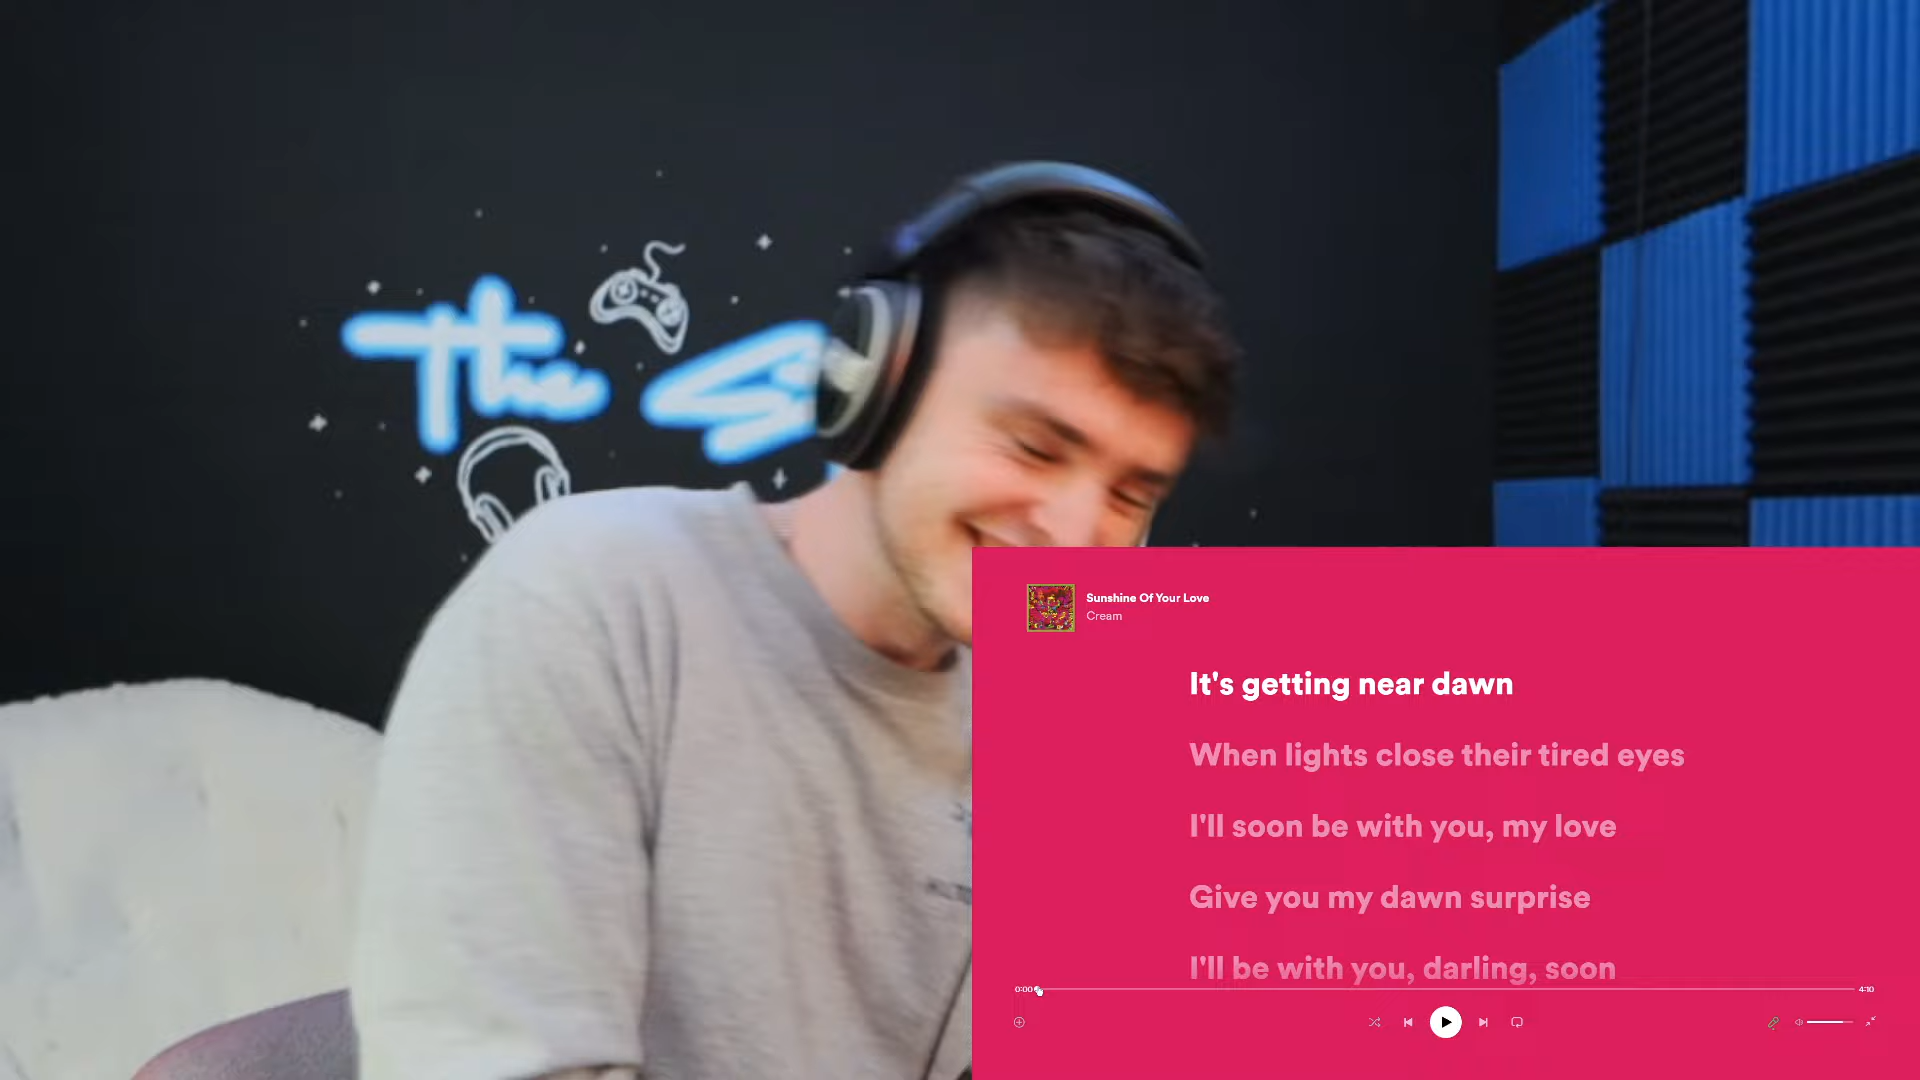 The
Sunshine Of Your Love
Cream
It's getting near dawn
When lights close their tired eyes
I'll soon be with you, my love
Give you my dawn surprise
I'll be with you, darling, soon
0:00
4:10